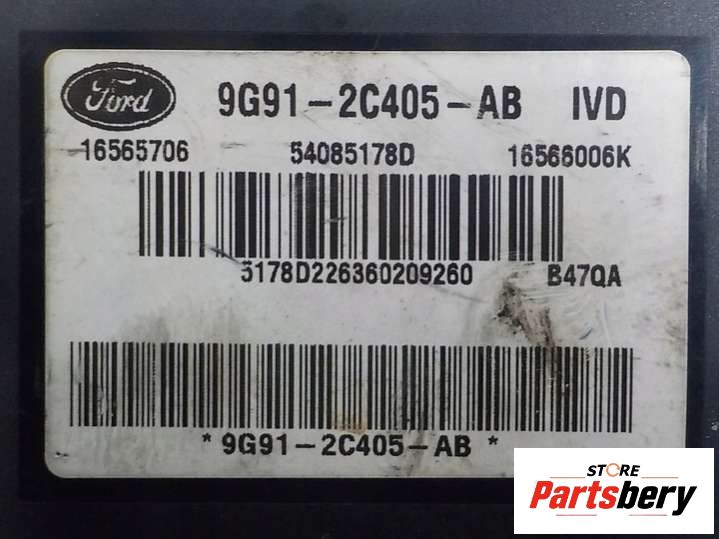 Ford 9G91-2C405-AB IVD
16565706 54085178D 16566006K
5178D226360209260 B47QA
* 9G91-2C405-AB *
STORE
Partsbery